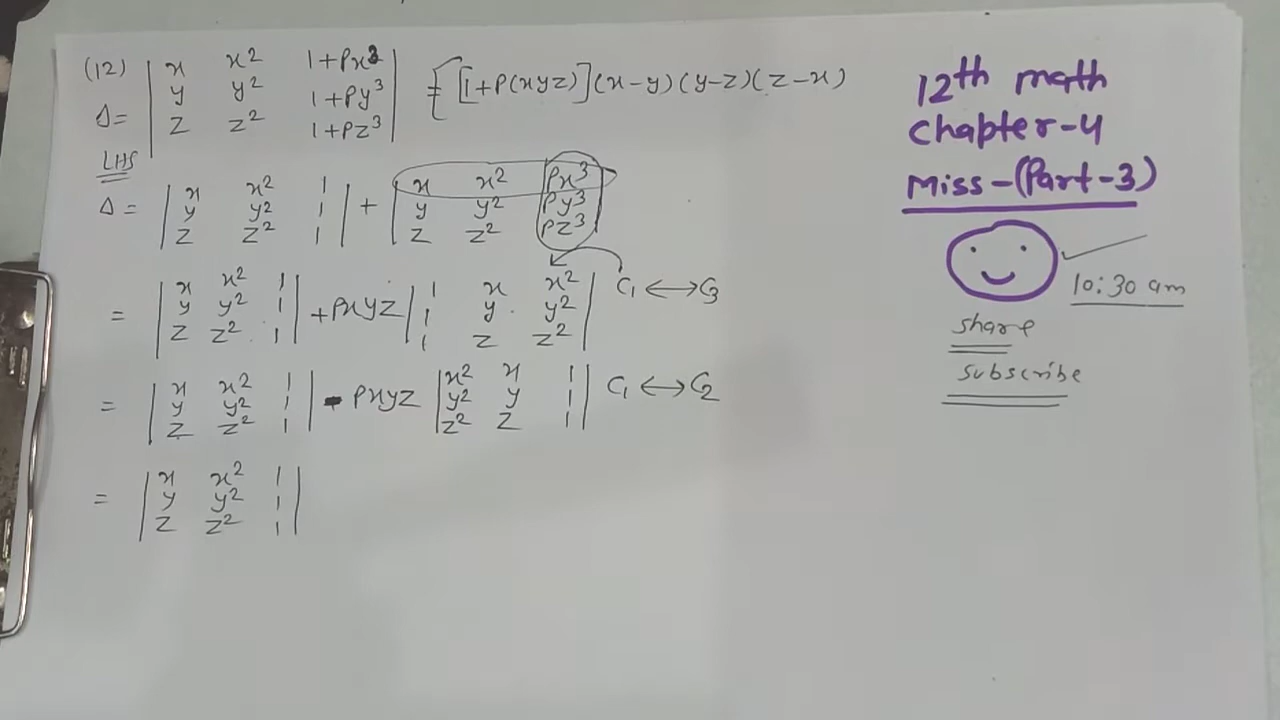 (12) Δ= | x x² 1+Px³ |
| y y² 1+Py³ |
| z z² 1+Pz³ |
= [1+P(xyz)](x-y)(y-z)(z-x)
LHS
Δ = | x x² 1 | + | x x² Px³ |
| y y² 1 | | y y² Py³ |
| z z² 1 | | z z² Pz³ |
= | x x² 1 | +Pxyz | 1 x x² | C₁ ↔ C₃
| y y² 1 | | 1 y y² |
| z z² 1 | | 1 z z² |
= | x x² 1 | - Pxyz | x² x 1 | C₁ ↔ C₂
| y y² 1 | | y² y 1 |
| z z² 1 | | z² z 1 |
= | x x² 1 |
| y y² 1 |
| z z² 1 |
12th math
Chapter-4
Miss-(Part-3)
10:30 am
share
subscribe